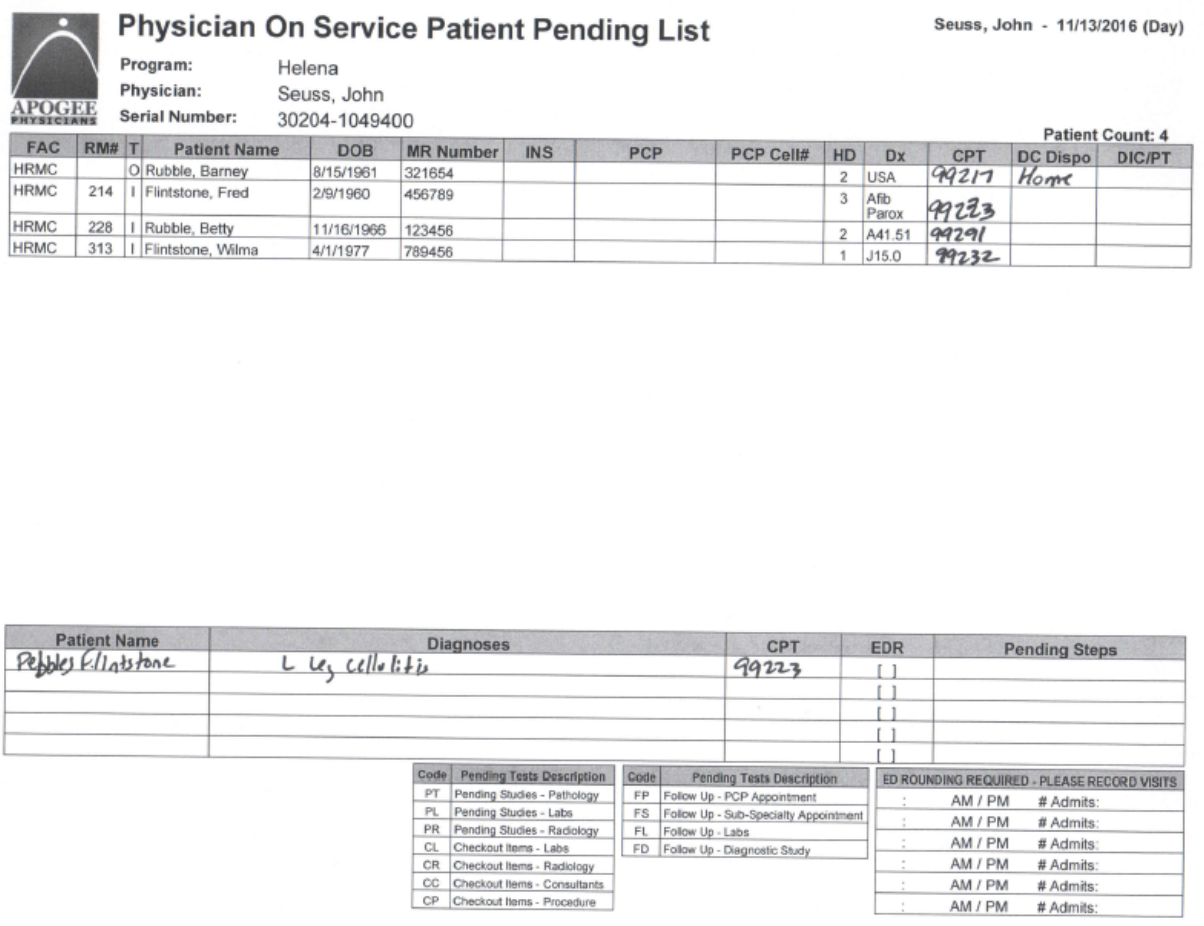 Physician On Service Patient Pending List
Seuss, John - 11/13/2016 (Day)
APOGEE
PHYSICIANS
Program: Helena
Physician: Seuss, John
Serial Number: 30204-1049400
Patient Count: 4
FAC RM# T Patient Name DOB MR Number INS PCP PCP Cell# HD Dx CPT DC Dispo DIC/PT
HRMC O Rubble, Barney 8/15/1961 321654 2 USA 99217 Home
HRMC 214 I Flintstone, Fred 2/9/1960 456789 3 Afib Parox 99223
HRMC 228 I Rubble, Betty 11/16/1966 123456 2 A41.51 99291
HRMC 313 I Flintstone, Wilma 4/1/1977 789456 1 J15.0 99232
Patient Name Diagnoses CPT EDR Pending Steps
Pebbles Flintstone L Leg cellulitis 99223 [ ]
[ ]
[ ]
[ ]
[ ]
Code Pending Tests Description
PT Pending Studies - Pathology
PL Pending Studies - Labs
PR Pending Studies - Radiology
CL Checkout Items - Labs
CR Checkout Items - Radiology
CC Checkout Items - Consultants
CP Checkout Items - Procedure
Code Pending Tests Description
FP Follow Up - PCP Appointment
FS Follow Up - Sub-Specialty Appointment
FL Follow Up - Labs
FD Follow Up - Diagnostic Study
ED ROUNDING REQUIRED - PLEASE RECORD VISITS
: AM / PM # Admits:
: AM / PM # Admits:
: AM / PM # Admits:
: AM / PM # Admits:
: AM / PM # Admits:
: AM / PM # Admits: